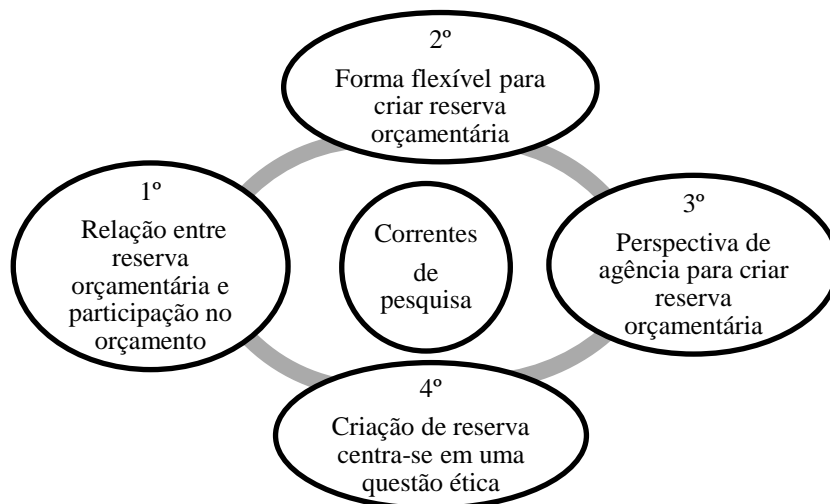 2º
Forma flexível para
criar reserva
orçamentária
1º
Relação entre
reserva
orçamentária e
participação no
orçamento
Correntes
de
pesquisa
3º
Perspectiva de
agência para criar
reserva
orçamentária
4º
Criação de reserva
centra-se em uma
questão ética